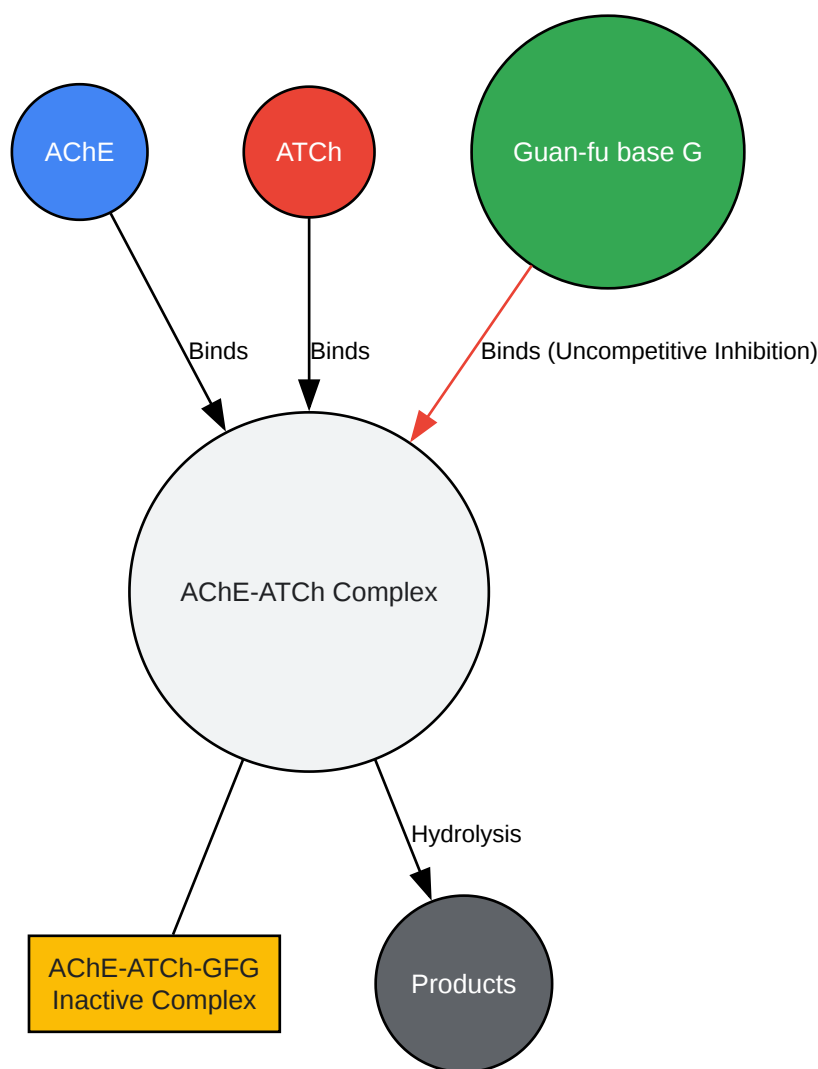 AChE
ATCh
Guan-fu base G
Binds
Binds
Binds (Uncompetitive Inhibition)
AChE-ATCh Complex
Hydrolysis
AChE-ATCh-GFG
Inactive Complex
Products